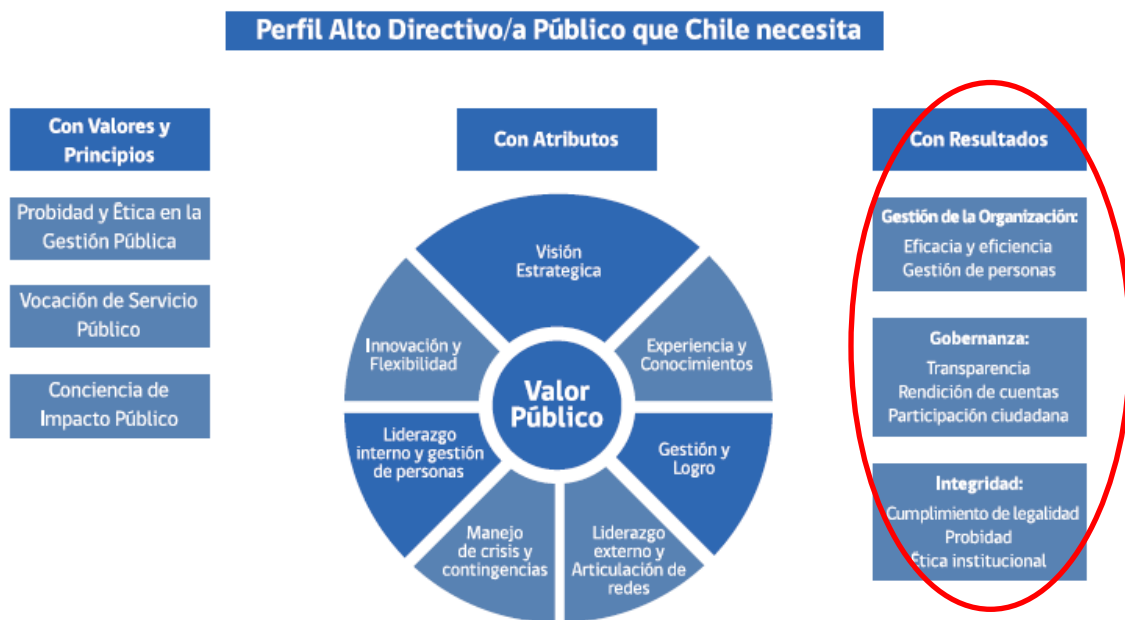 Perfil Alto Directivo/a Público que Chile necesita
Con Valores y
Principios
Probidad y Ética en la
Gestión Pública
Vocación de Servicio
Público
Conciencia de
Impacto Público
Con Atributos
Visión
Estrategica
Innovación y
Flexibilidad
Experiencia y
Conocimientos
Valor
Público
Liderazgo
interno y gestión
de personas
Gestión y
Logro
Manejo
de crisis y
contingencias
Liderazgo
externo y
Articulación de
redes
Con Resultados
Gestión de la Organización:
Eficacia y eficiencia
Gestión de personas
Gobernanza:
Transparencia
Rendición de cuentas
Participación ciudadana
Integridad:
Cumplimiento de legalidad
Probidad
Ética institucional